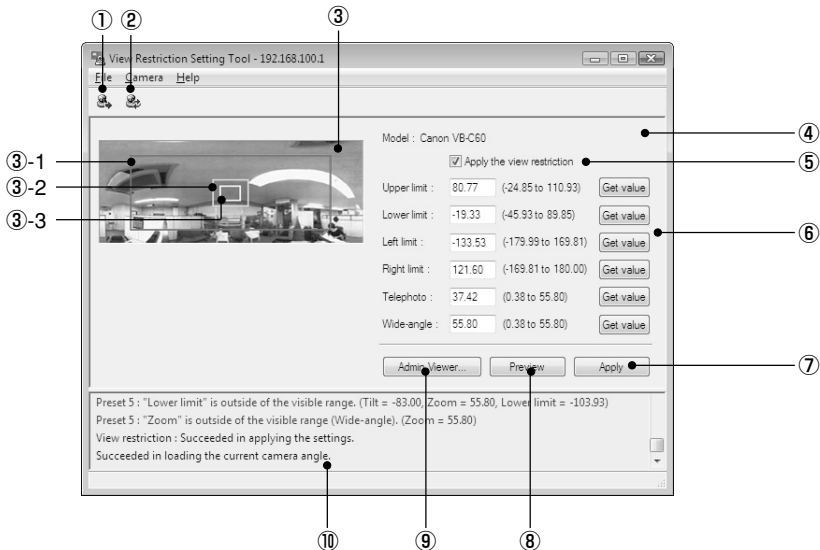 ① ② ③
View Restriction Setting Tool - 192.168.100.1
File Camera Help
③-1
③-2
③-3
Model : Canon VB-C60
④
Apply the view restriction
⑤
Upper limit : 80.77 (-24.85 to 110.93) Get value
Lower limit : -19.33 (-45.93 to 89.85) Get value
⑥
Left limit : -133.53 (-179.99 to 169.81) Get value
Right limit : 121.60 (-169.81 to 180.00) Get value
Telephoto : 37.42 (0.38 to 55.80) Get value
Wide-angle : 55.80 (0.38 to 55.80) Get value
Admin Viewer... Preview Apply
⑦
Preset 5 : "Lower limit" is outside of the visible range. (Tilt = -83.00, Zoom = 55.80, Lower limit = -103.93)
Preset 5 : "Zoom" is outside of the visible range (Wide-angle). (Zoom = 55.80)
View restriction : Succeeded in applying the settings.
Succeeded in loading the current camera angle.
⑩ ⑨ ⑧